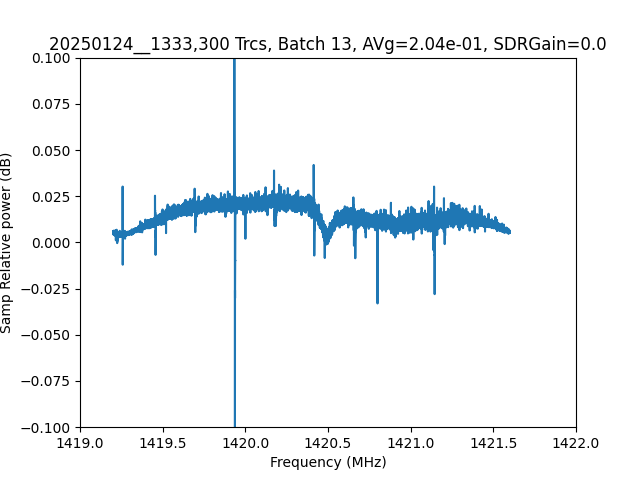 20250124__1333,300 Trcs, Batch 13, AVg=2.04e-01, SDRGain=0.0
0.100
0.075
0.050
0.025
0.000
−0.025
−0.050
−0.075
−0.100
Samp Relative power (dB)
1419.0 1419.5 1420.0 1420.5 1421.0 1421.5 1422.0
Frequency (MHz)